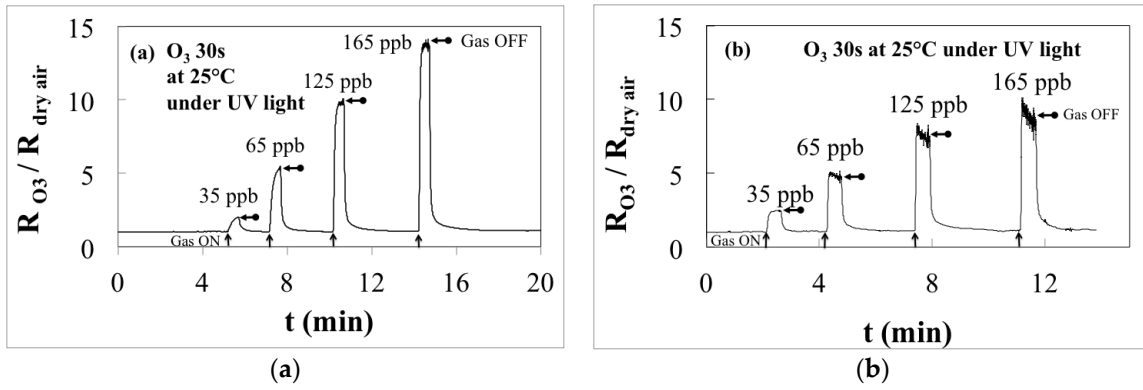 (a) O3 30s
at 25°C
under UV light
165 ppb
Gas OFF
125 ppb
65 ppb
35 ppb
Gas ON
15
10
5
0
R O3 / R dry air
0 4 8 12 16 20
t (min)
(a)
(b) O3 30s at 25°C under UV light
165 ppb
125 ppb
Gas OFF
65 ppb
35 ppb
Gas ON
15
10
5
0
R O3 / R dry air
0 4 8 12
t (min)
(b)